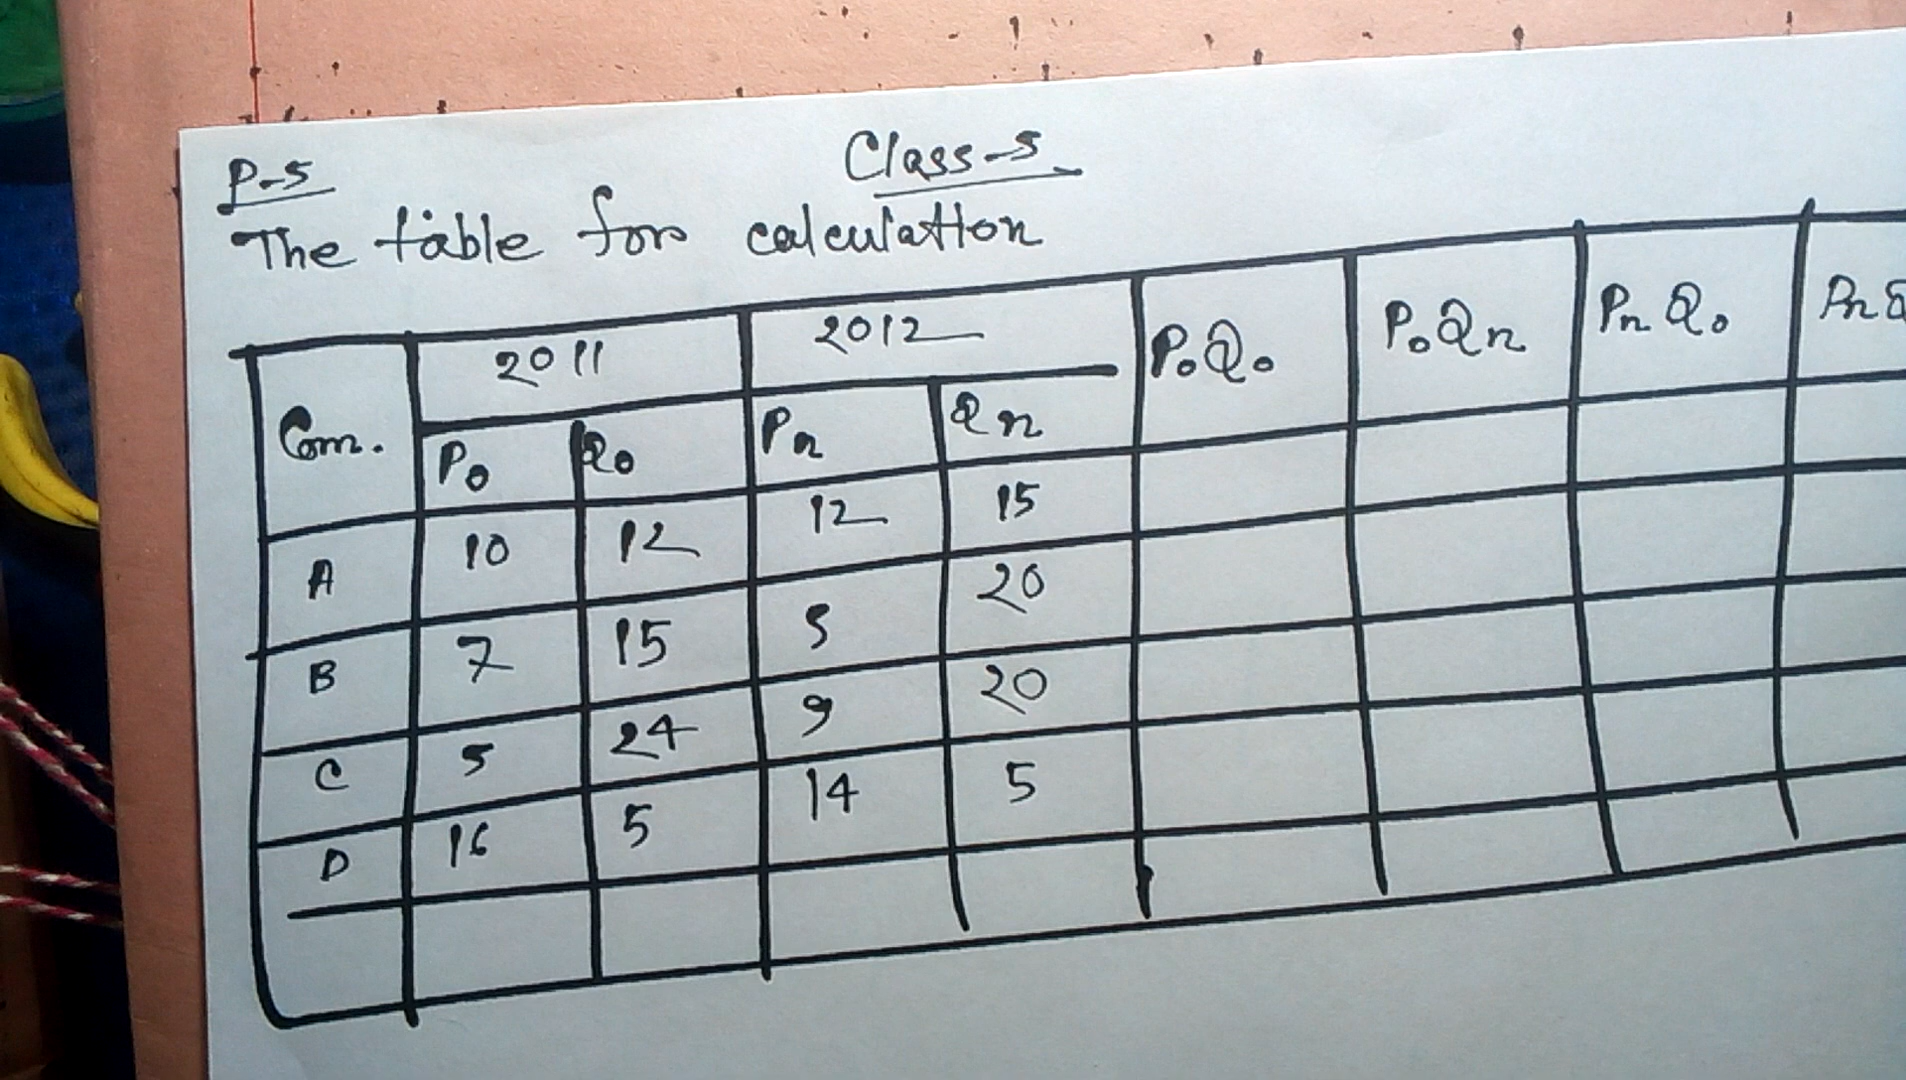 P-5
Class-5
The table for calculation
Com. 2011 2012 P₀Q₀ P₀Qn PnQ₀
P₀ Q₀ Pn Qn
A 10 12 12 15
B 7 15 5 20
C 5 24 9 20
D 16 5 14 5